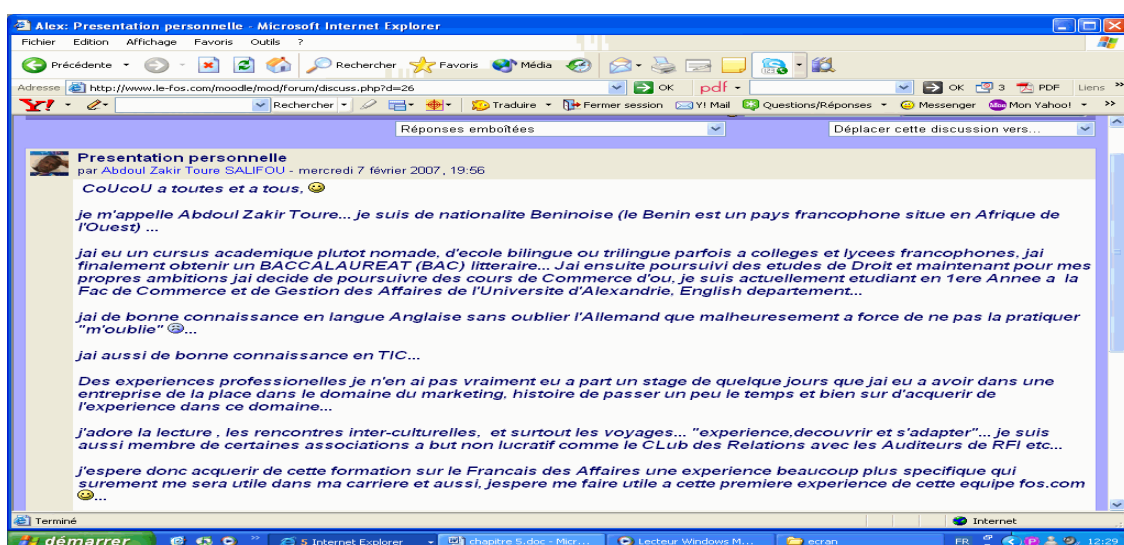 Alex: Presentation personnelle - Microsoft Internet Explorer
Fichier Edition Affichage Favoris Outils ?
Précédente Rechercher Favoris Média
Adresse http://www.le-fos.com/moodle/mod/forum/discuss.php?d=26 OK pdf OK 3 PDF Liens »
Y! Rechercher Traduire Fermer session Y! Mail Questions/Réponses Messenger Mon Yahoo! »
Réponses emboîtées Déplacer cette discussion vers...
Presentation personnelle
par Abdoul Zakir Toure SALIFOU - mercredi 7 février 2007, 19:56
CoUcoU a toutes et a tous,
je m'appelle Abdoul Zakir Toure... je suis de nationalite Beninoise (le Benin est un pays francophone situe en Afrique de
l'Ouest) ...
jai eu un cursus academique plutot nomade, d'ecole bilingue ou trilingue parfois a colleges et lycees francophones, jai
finalement obtenir un BACCALAUREAT (BAC) litteraire... Jai ensuite poursuivi des etudes de Droit et maintenant pour mes
propres ambitions jai decide de poursuivre des cours de Commerce d'ou, je suis actuellement etudiant en 1ere Annee a la
Fac de Commerce et de Gestion des Affaires de l'Universite d'Alexandrie, English departement...
jai de bonne connaissance en langue Anglaise sans oublier l'Allemand que malheuresement a force de ne pas la pratiquer
"m'oublie" ...
jai aussi de bonne connaissance en TIC...
Des experiences professionelles je n'en ai pas vraiment eu a part un stage de quelque jours que jai eu a avoir dans une
entreprise de la place dans le domaine du marketing, histoire de passer un peu le temps et bien sur d'acquerir de
l'experience dans ce domaine...
j'adore la lecture , les rencontres inter-culturelles, et surtout les voyages... "experience,decouvrir et s'adapter"... je suis
aussi membre de certaines associations a but non lucratif comme le CLub des Relations avec les Auditeurs de RFI etc...
j'espere donc acquerir de cette formation sur le Francais des Affaires une experience beaucoup plus specifique qui
surement me sera utile dans ma carriere et aussi, jespere me faire utile a cette premiere experience de cette equipe fos.com
...
Terminé Internet
démarrer » 5 Internet Explorer chapitre 5.doc - Micr... Lecteur Windows M... ecran FR 12:29